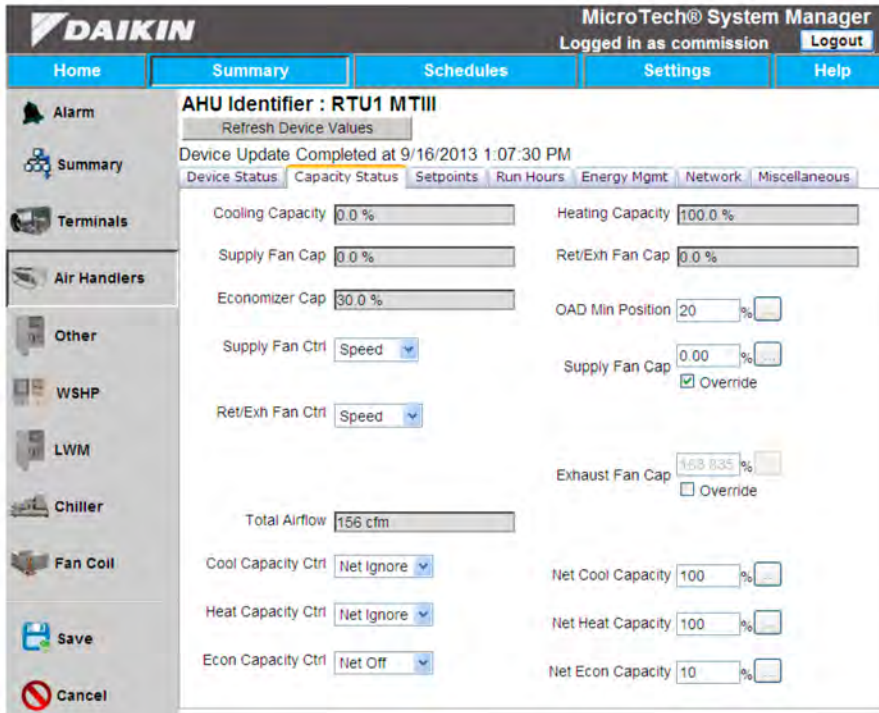 DAIKIN
MicroTech® System Manager
Logged in as commission Logout
Home Summary Schedules Settings Help
Alarm
Summary
Terminals
Air Handlers
Other
WSHP
LWM
Chiller
Fan Coil
Save
Cancel
AHU Identifier : RTU1 MTIII
Refresh Device Values
Device Update Completed at 9/16/2013 1:07:30 PM
Device Status Capacity Status Setpoints Run Hours Energy Mgmt Network Miscellaneous
Cooling Capacity 0.0 % Heating Capacity 100.0 %
Supply Fan Cap 0.0 % Ret/Exh Fan Cap 0.0 %
Economizer Cap 30.0 % OAD Min Position 20 % ...
Supply Fan Ctrl Speed Supply Fan Cap 0.00 % ...
Override
Ret/Exh Fan Ctrl Speed
Exhaust Fan Cap % ...
Override
Total Airflow 156 cfm
Cool Capacity Ctrl Net Ignore Net Cool Capacity 100 % ...
Heat Capacity Ctrl Net Ignore Net Heat Capacity 100 % ...
Econ Capacity Ctrl Net Off Net Econ Capacity 10 % ...